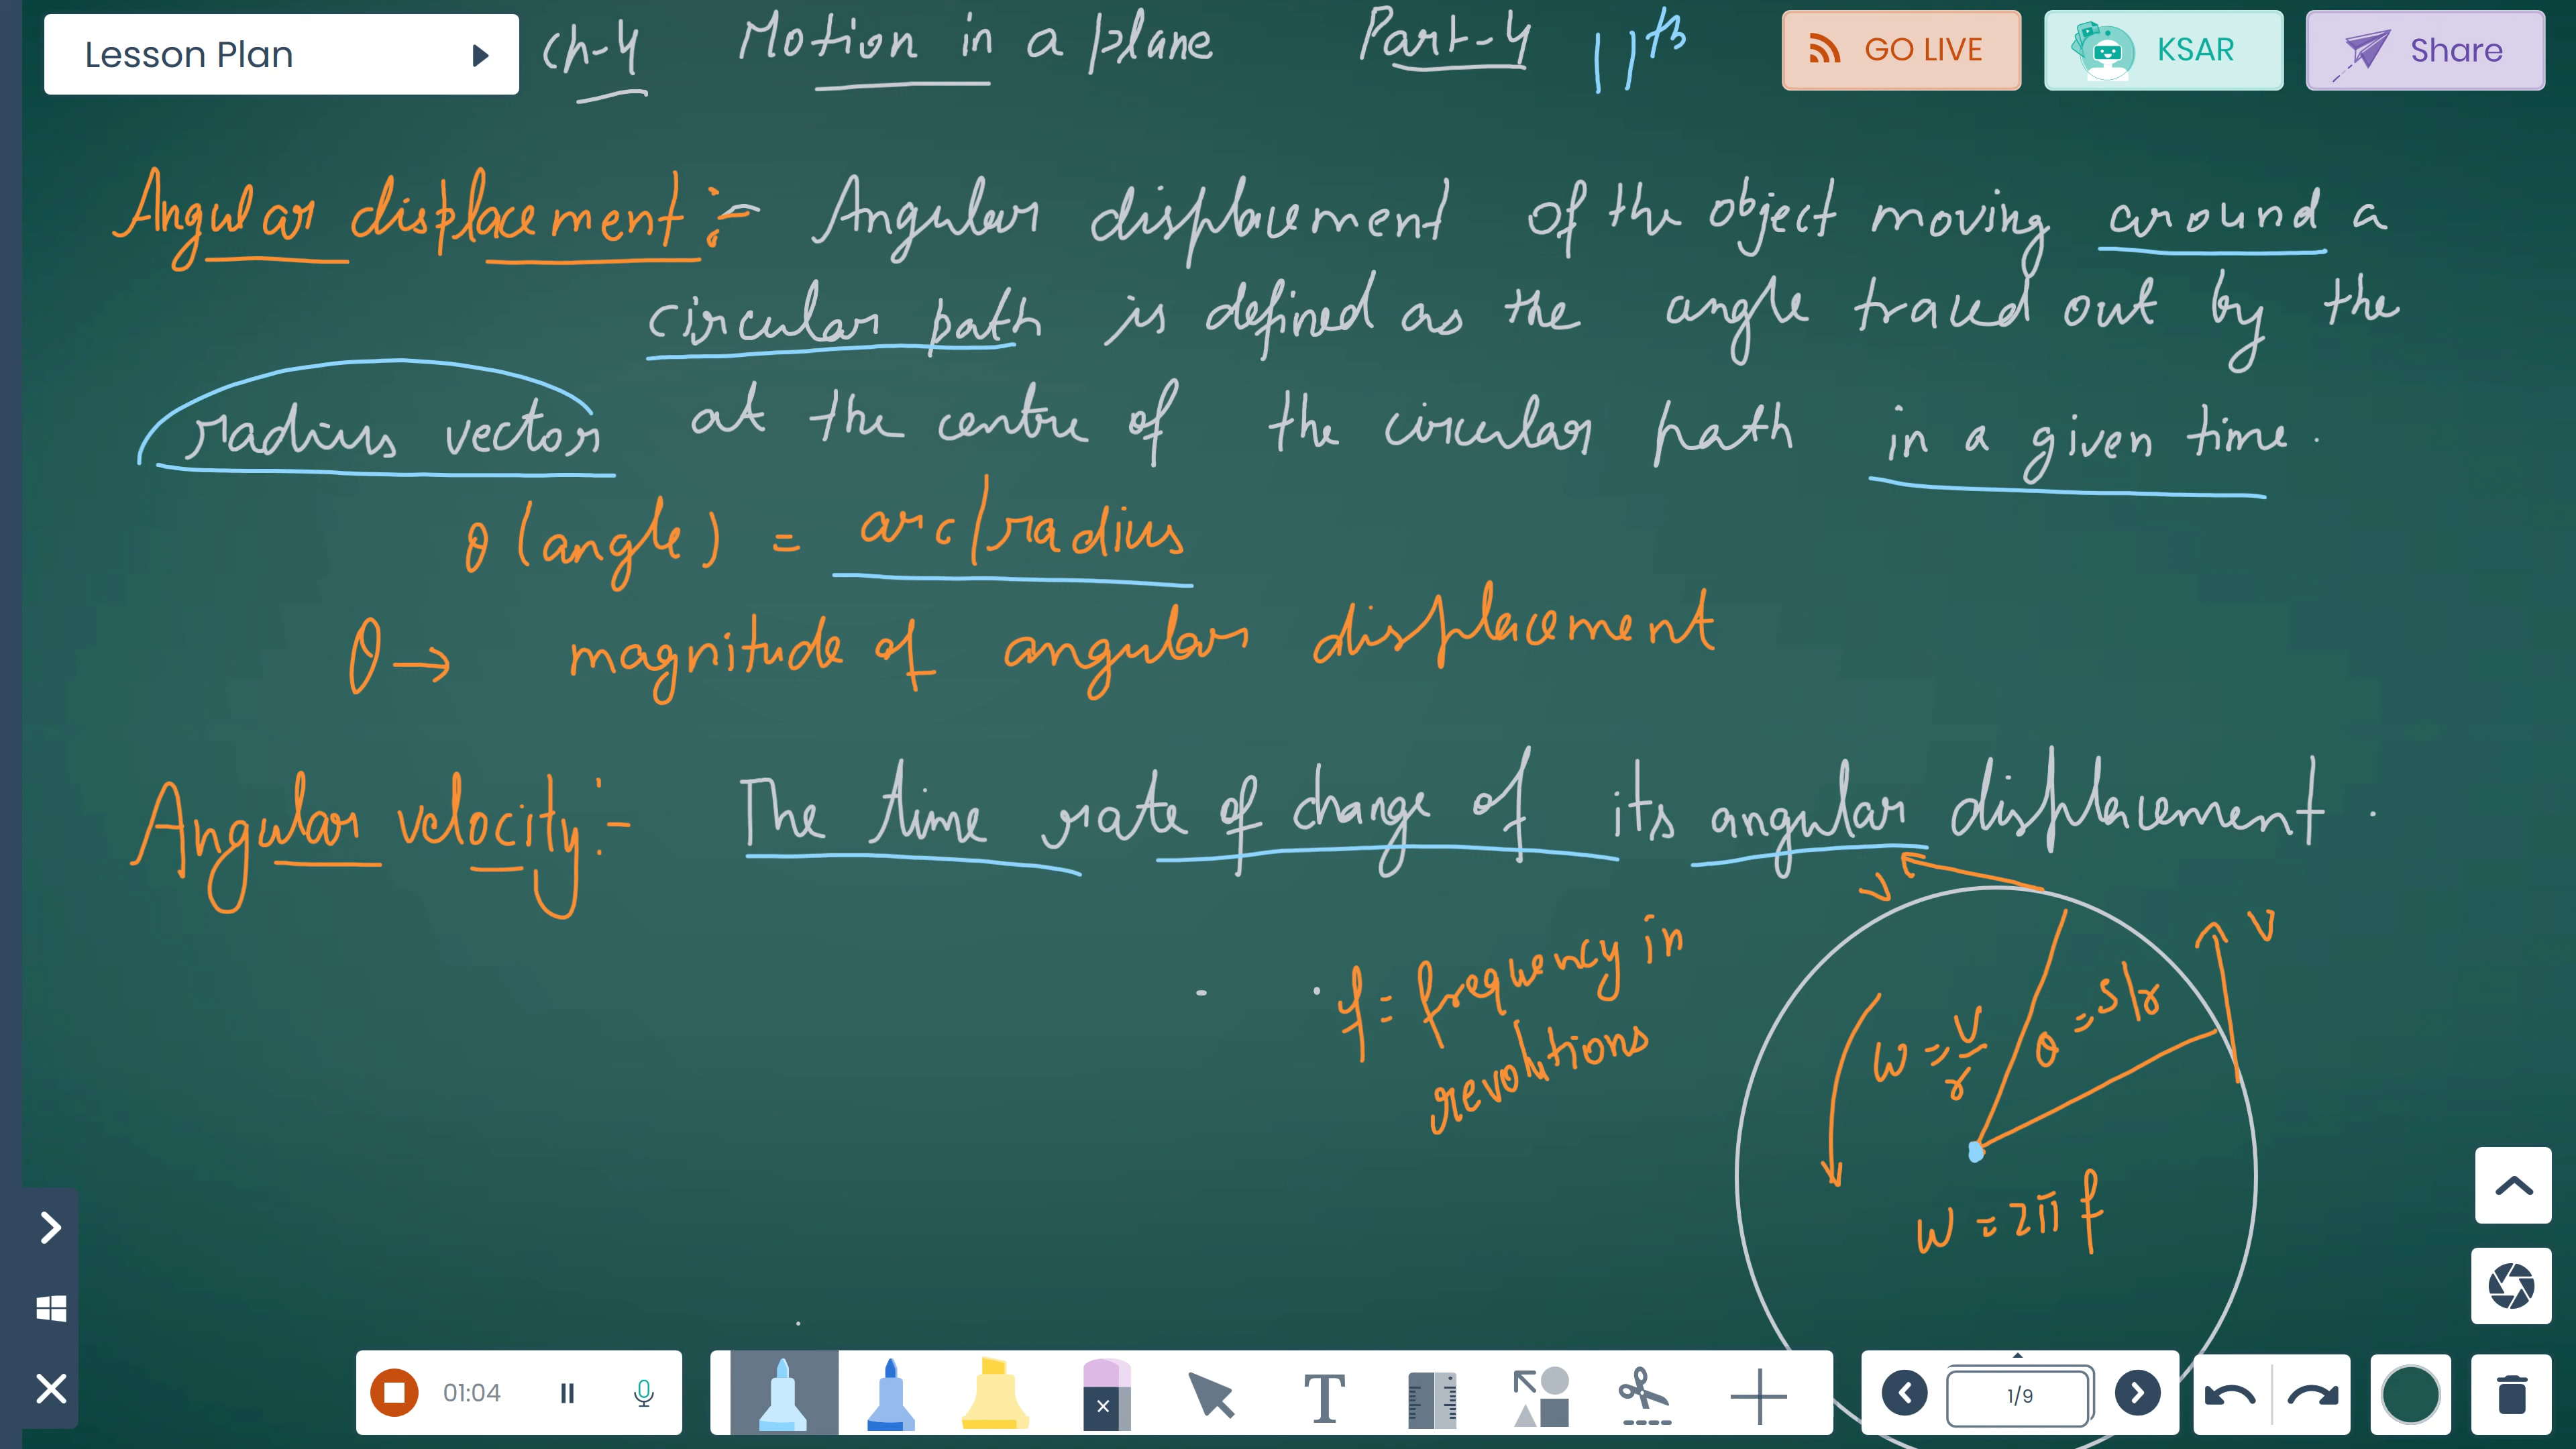 Lesson Plan
Ch-4 Motion in a plane Part-4 11th
GO LIVE
KSAR
Share
Angular displacement :- Angular displacement of the object moving around a
circular path is defined as the angle traced out by the
radius vector at the centre of the circular path in a given time.
θ (angle) = arc/radius
θ → magnitude of angular displacement
Angular velocity :- The time rate of change of its angular displacement.
V
V
f = frequency in
revolutions
ω = V/r
θ = s/r
ω = 2π f
01:04
T
1/9